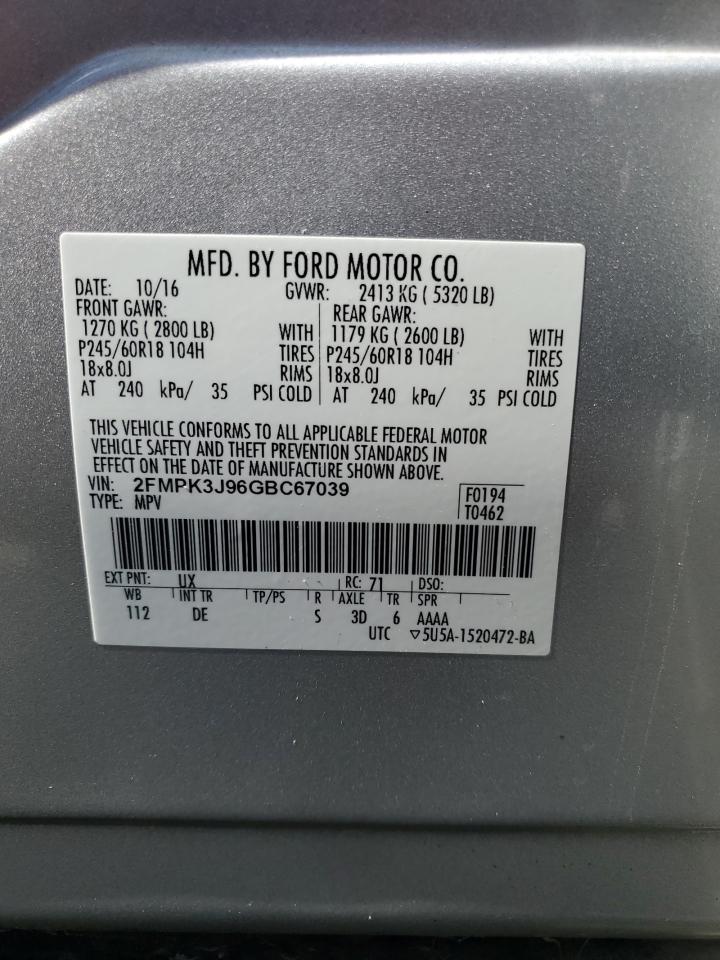 MFD. BY FORD MOTOR CO.
DATE: 10/16 GVWR: 2413 KG ( 5320 LB)
FRONT GAWR: REAR GAWR:
1270 KG ( 2800 LB) WITH 1179 KG ( 2600 LB) WITH
P245/60R18 104H TIRES P245/60R18 104H TIRES
18x8.0J RIMS 18x8.0J RIMS
AT 240 kPa/ 35 PSI COLD AT 240 kPa/ 35 PSI COLD
THIS VEHICLE CONFORMS TO ALL APPLICABLE FEDERAL MOTOR
VEHICLE SAFETY AND THEFT PREVENTION STANDARDS IN
EFFECT ON THE DATE OF MANUFACTURE SHOWN ABOVE.
VIN: 2FMPK3J96GBC67039 F0194
TYPE: MPV T0462
EXT PNT: UX RC: 71 DSO:
WB INT TR TP/PS R AXLE TR SPR
112 DE S 3D 6 AAAA
UTC ▽5U5A-1520472-BA